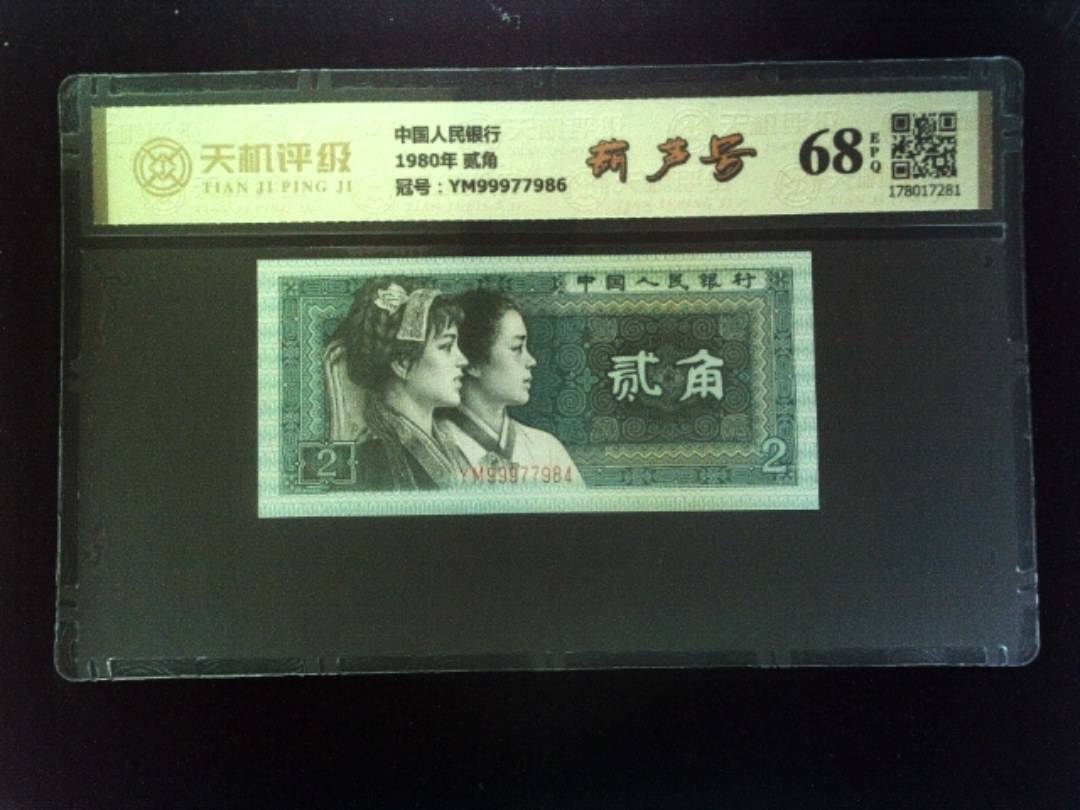 天机评级
TIAN JI PING JI
中国人民银行
1980年 贰角
冠号：YM99977986
葫芦号
68
EPQ
178017281
中国人民银行
贰角
2
2
YM99977984